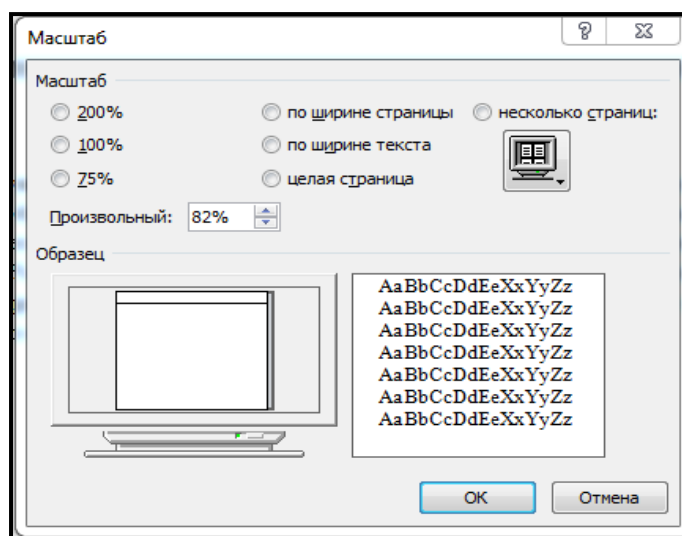 Масштаб
Масштаб
200% по ширине страницы несколько страниц:
100% по ширине текста
75% целая страница
Произвольный: 82%
Образец
AaBbCcDdEeXxYyZz
AaBbCcDdEeXxYyZz
AaBbCcDdEeXxYyZz
AaBbCcDdEeXxYyZz
AaBbCcDdEeXxYyZz
AaBbCcDdEeXxYyZz
AaBbCcDdEeXxYyZz
ОК Отмена